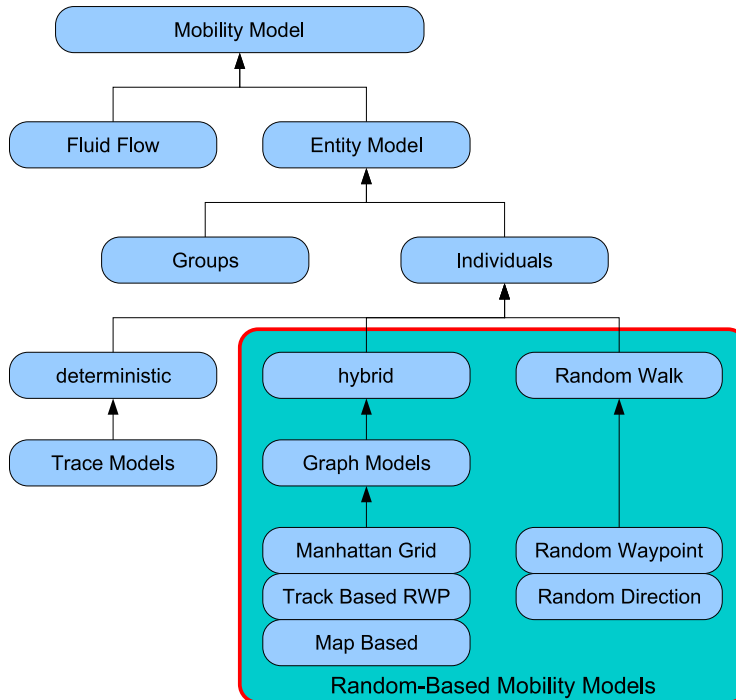 Mobility Model
Fluid Flow
Entity Model
Groups
Individuals
deterministic
hybrid
Random Walk
Trace Models
Graph Models
Manhattan Grid
Random Waypoint
Track Based RWP
Random Direction
Map Based
Random-Based Mobility Models